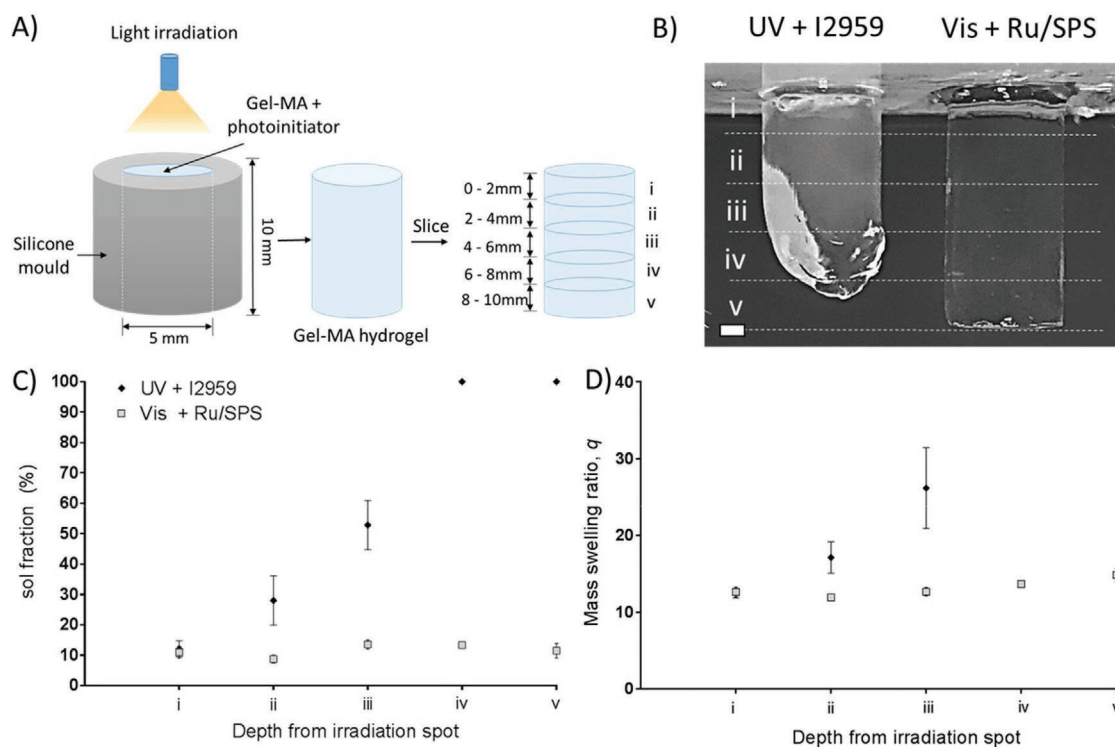 A)
Light irradiation
Gel-MA +
photoinitiator
Silicone
mould
10 mm
5 mm
Gel-MA hydrogel
Slice
0 - 2mm
2 - 4mm
4 - 6mm
6 - 8mm
8 - 10mm
i
ii
iii
iv
v
B)
UV + I2959
Vis + Ru/SPS
i
ii
iii
iv
v
C)
UV + I2959
Vis + Ru/SPS
sol fraction (%)
100
90
80
70
60
50
40
30
20
10
0
i
ii
iii
iv
v
Depth from irradiation spot
D)
Mass swelling ratio, q
40
30
20
10
0
i
ii
iii
iv
v
Depth from irradiation spot